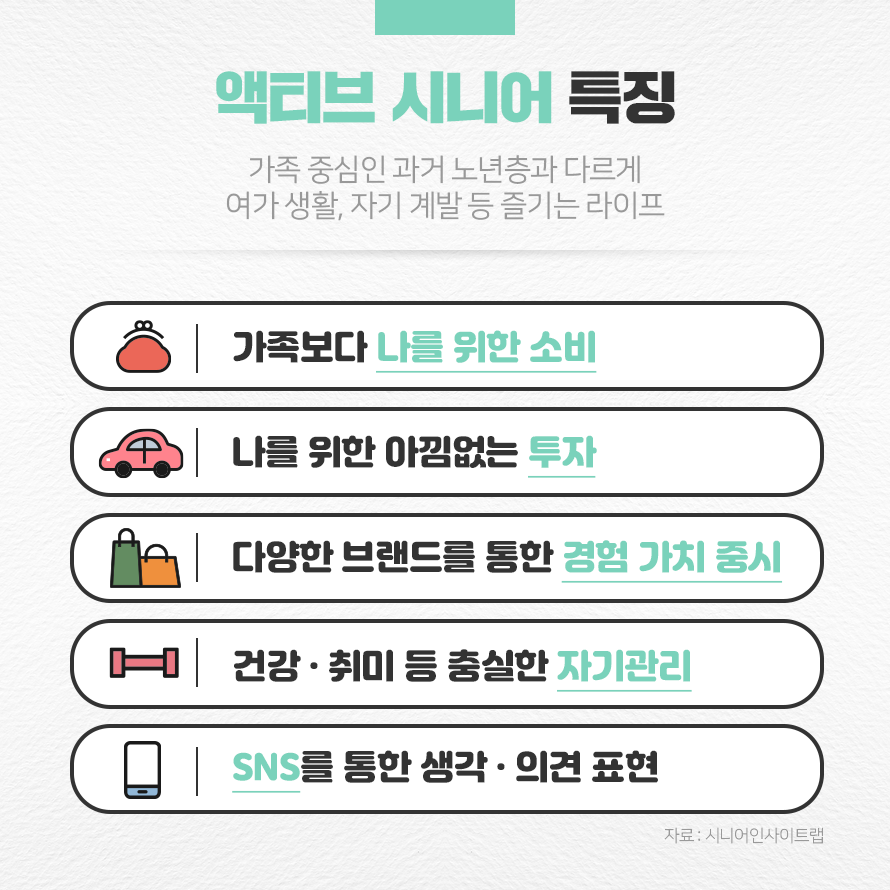 액티브 시니어 특징
가족 중심인 과거 노년층과 다르게
여가 생활, 자기 계발 등 즐기는 라이프
가족보다 나를 위한 소비
나를 위한 아낌없는 투자
다양한 브랜드를 통한 경험 가치 중시
건강 · 취미 등 충실한 자기관리
SNS를 통한 생각 · 의견 표현
자료 : 시니어인사이트랩